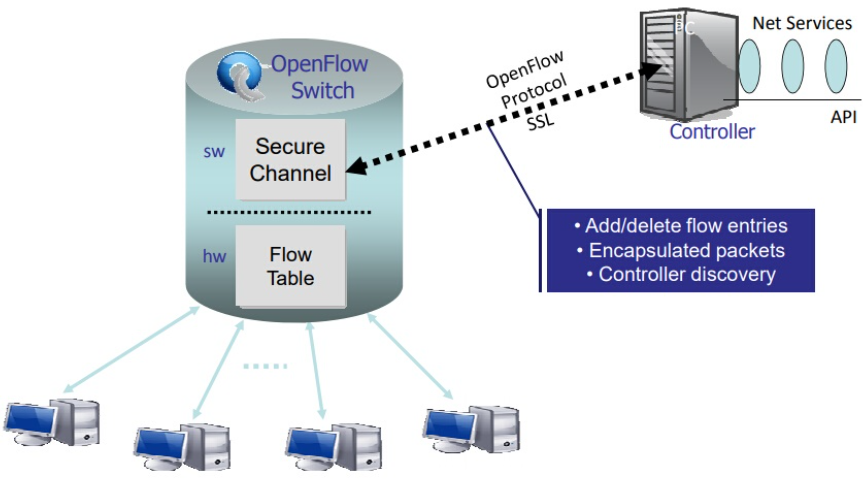 OpenFlow
Switch
sw
Secure
Channel
hw
Flow
Table
OpenFlow
Protocol
SSL
Controller
Net Services
API
• Add/delete flow entries
• Encapsulated packets
• Controller discovery